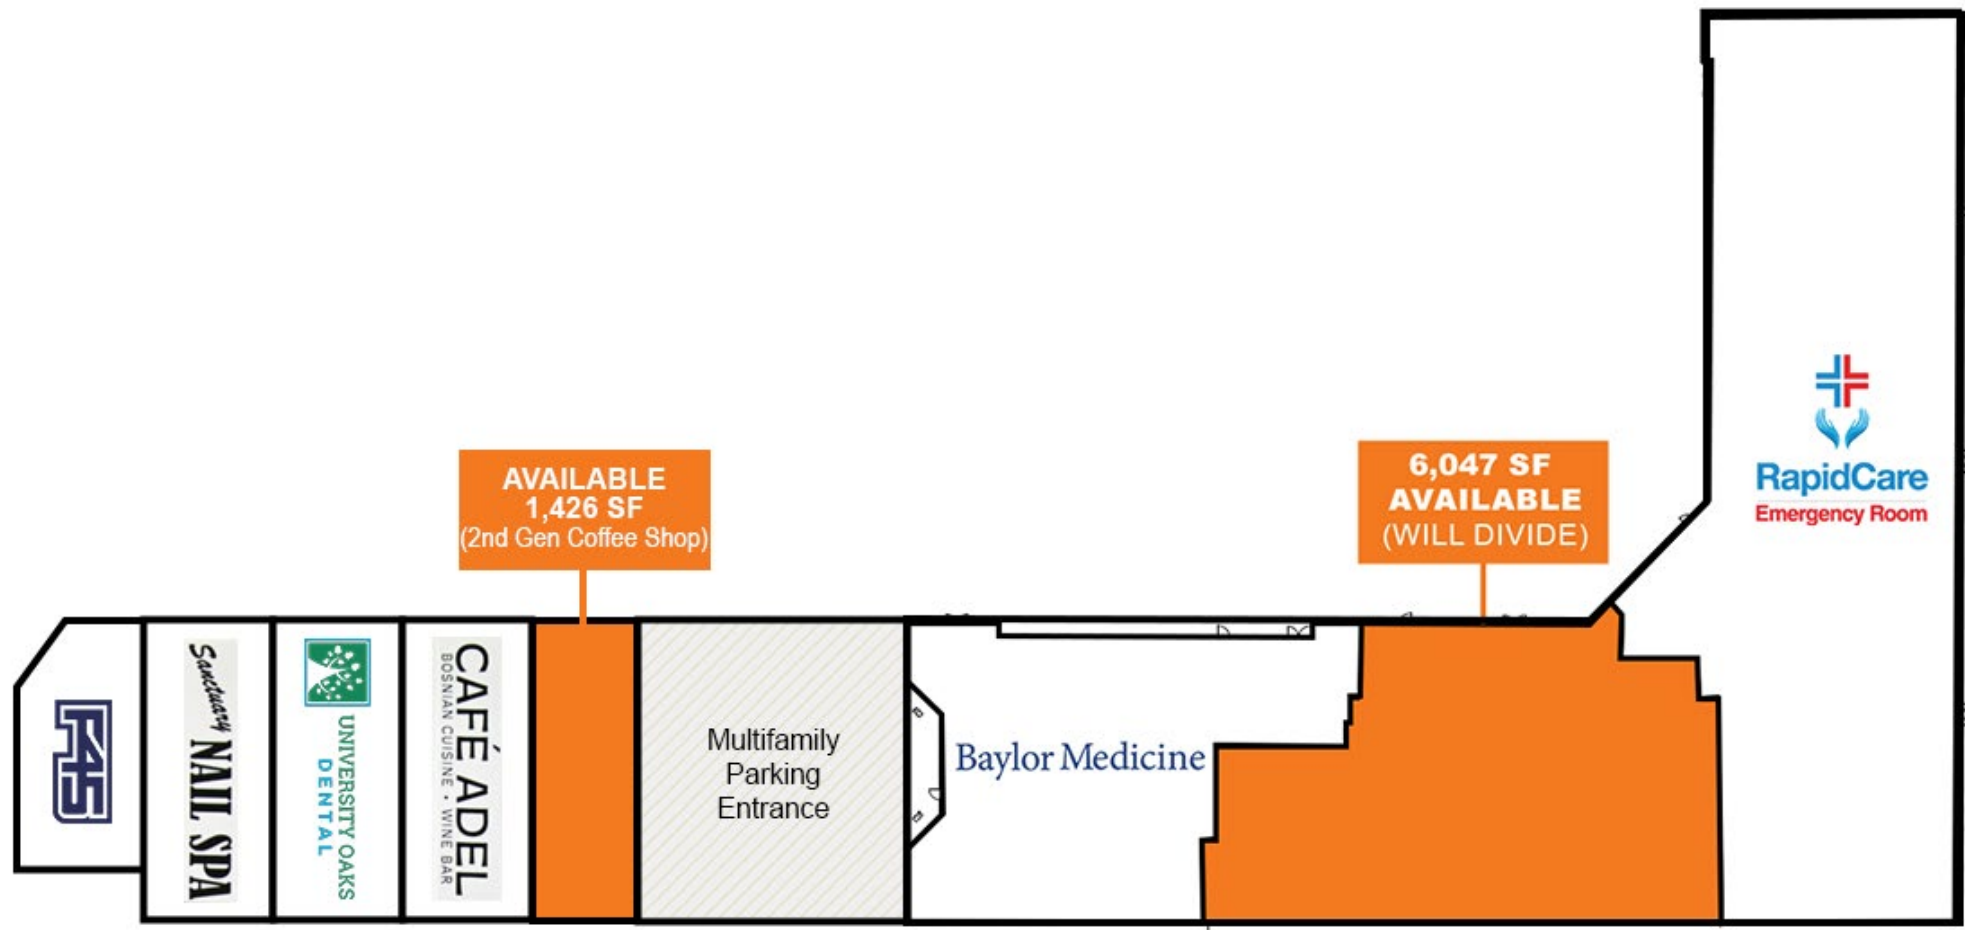 AVAILABLE
1,426 SF
(2nd Gen Coffee Shop)
6,047 SF
AVAILABLE
(WILL DIVIDE)
RapidCare
Emergency Room
F45
Sanctuary
NAIL SPA
UNIVERSITY OAKS
DENTAL
CAFÉ ADEL
BOSNIAN CUISINE • WINE BAR
Multifamily
Parking
Entrance
Baylor Medicine